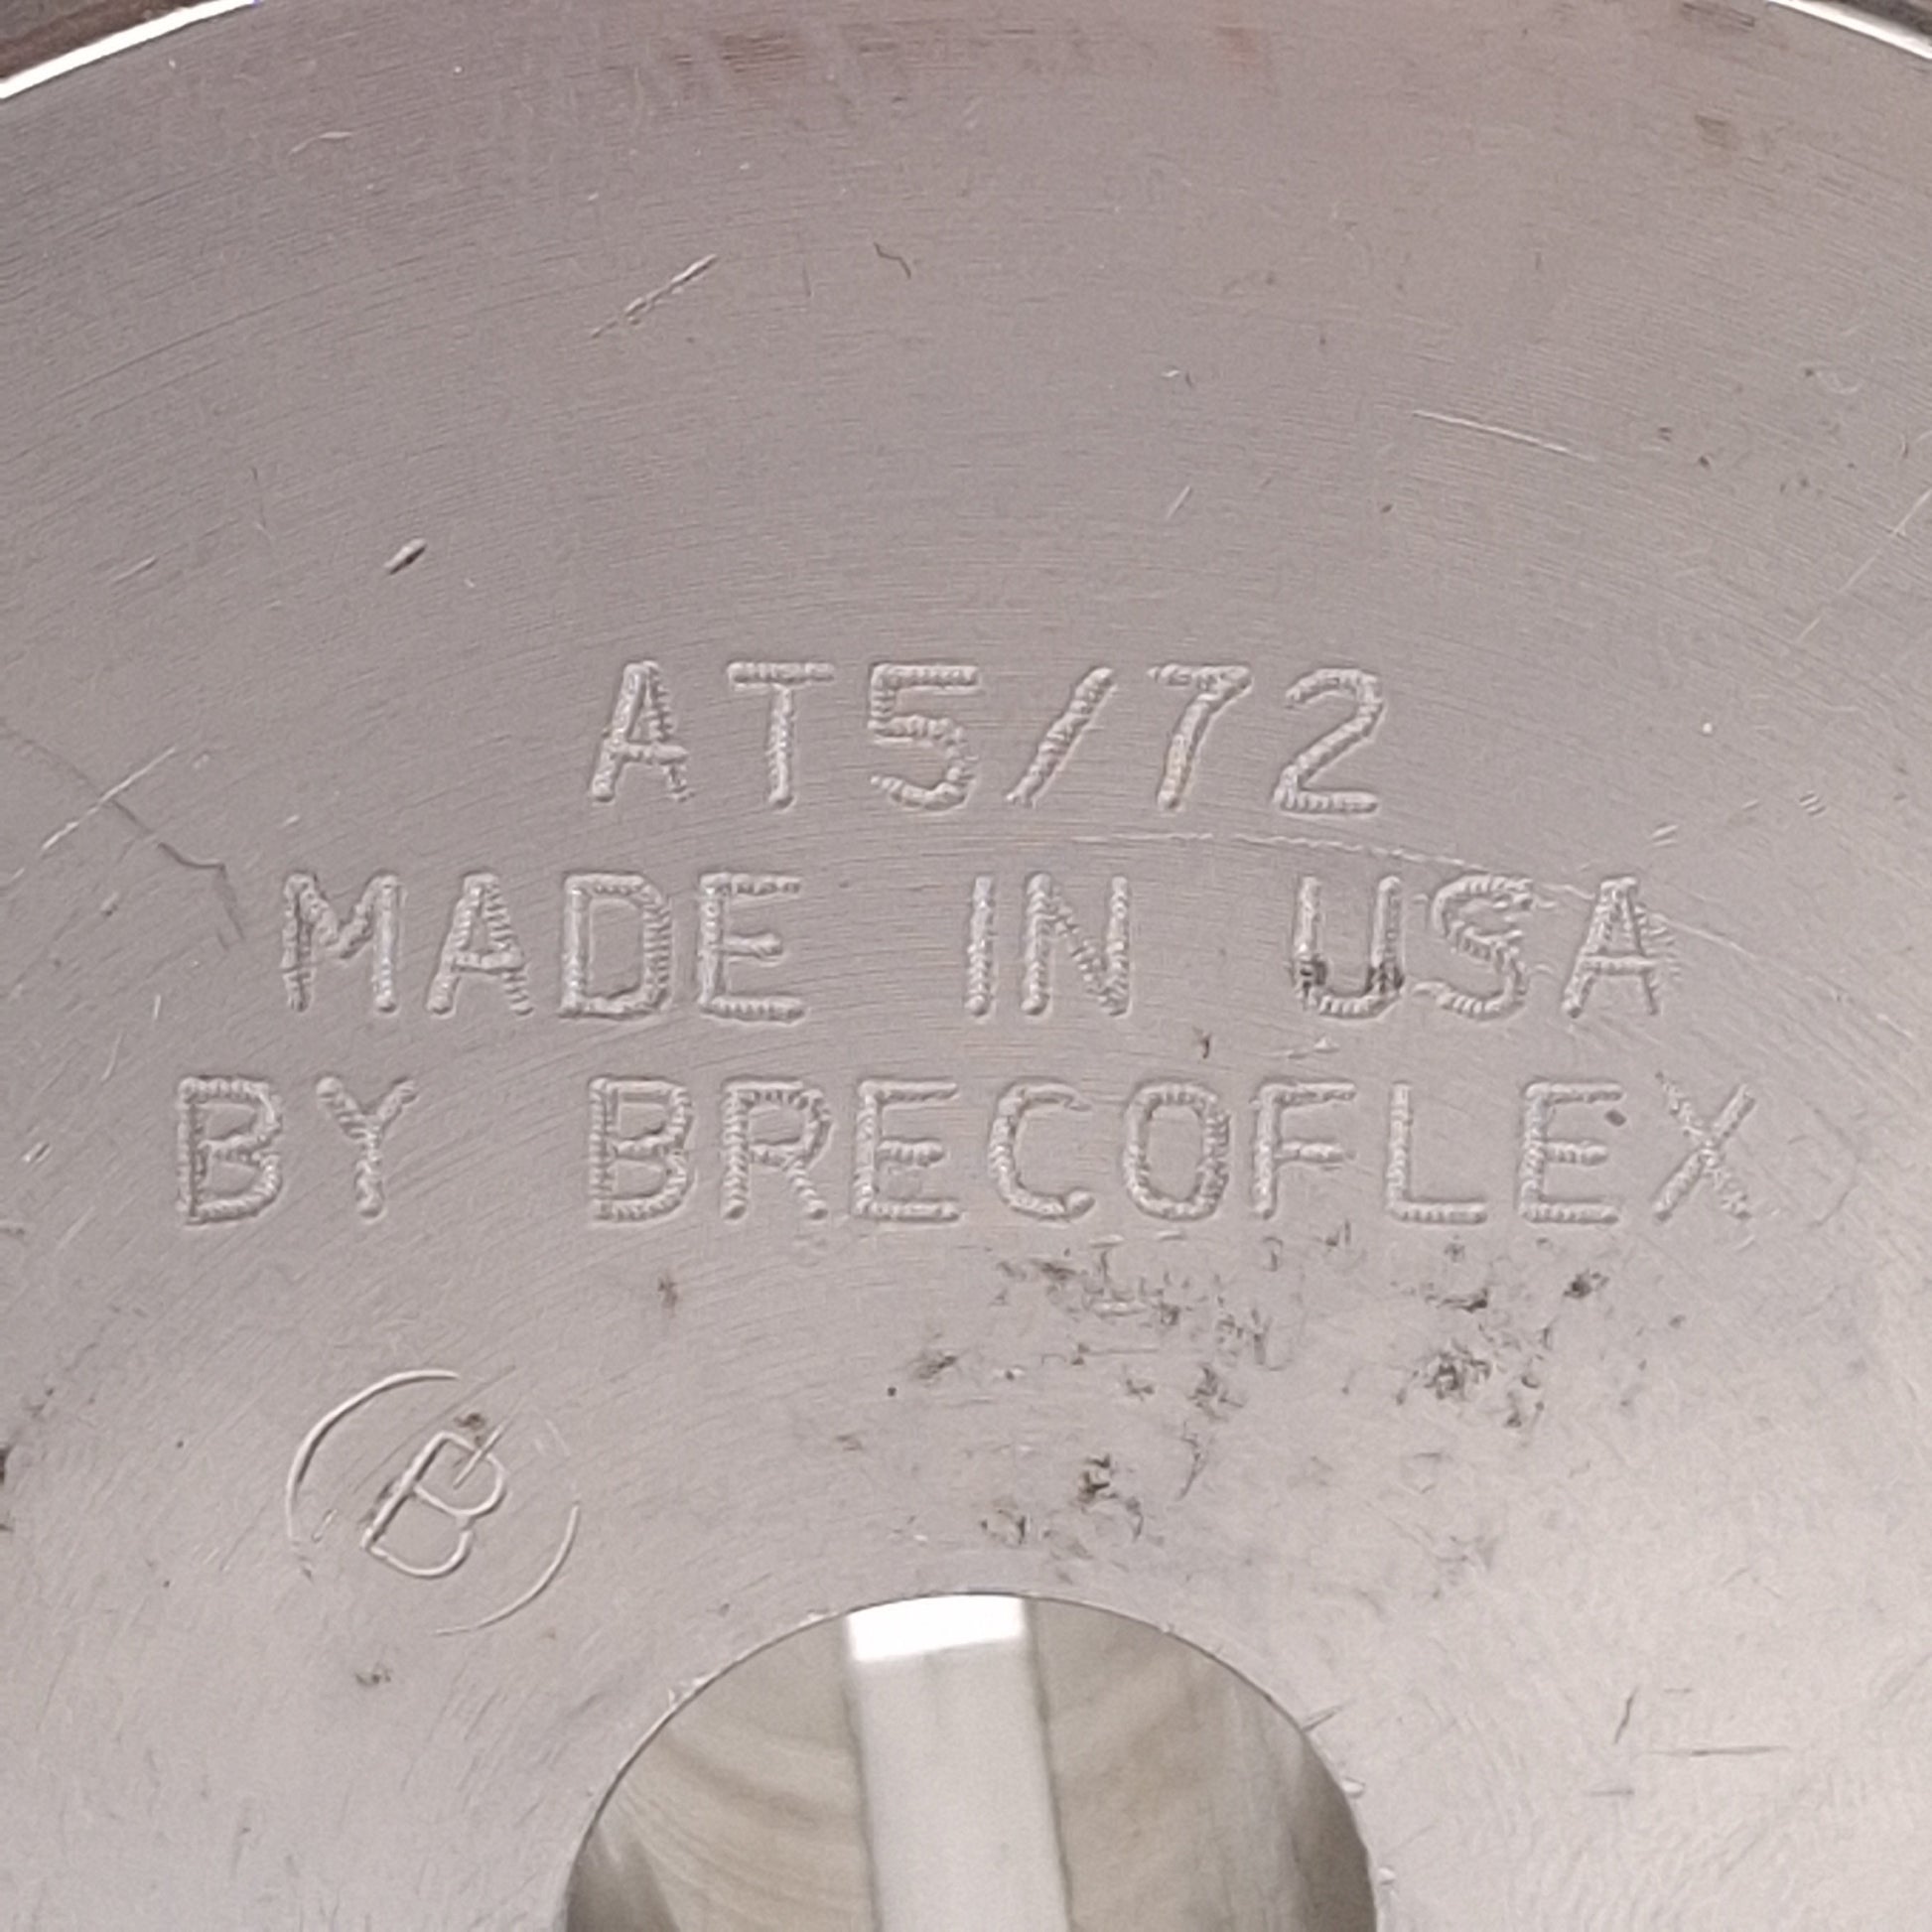 AT5/72
MADE IN USA
BY BRECOFLEX
B